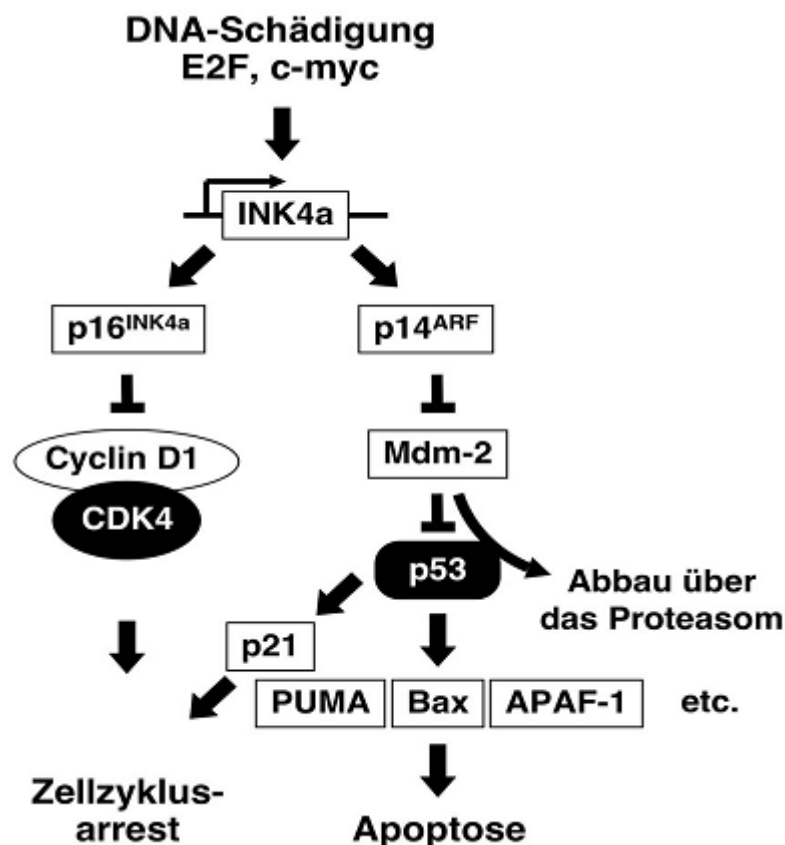 DNA-Schädigung
E2F, c-myc
INK4a
p16INK4a
p14ARF
Cyclin D1
CDK4
Mdm-2
p53
Abbau über
das Proteasom
p21
PUMA Bax APAF-1 etc.
Zellzyklus-
arrest
Apoptose